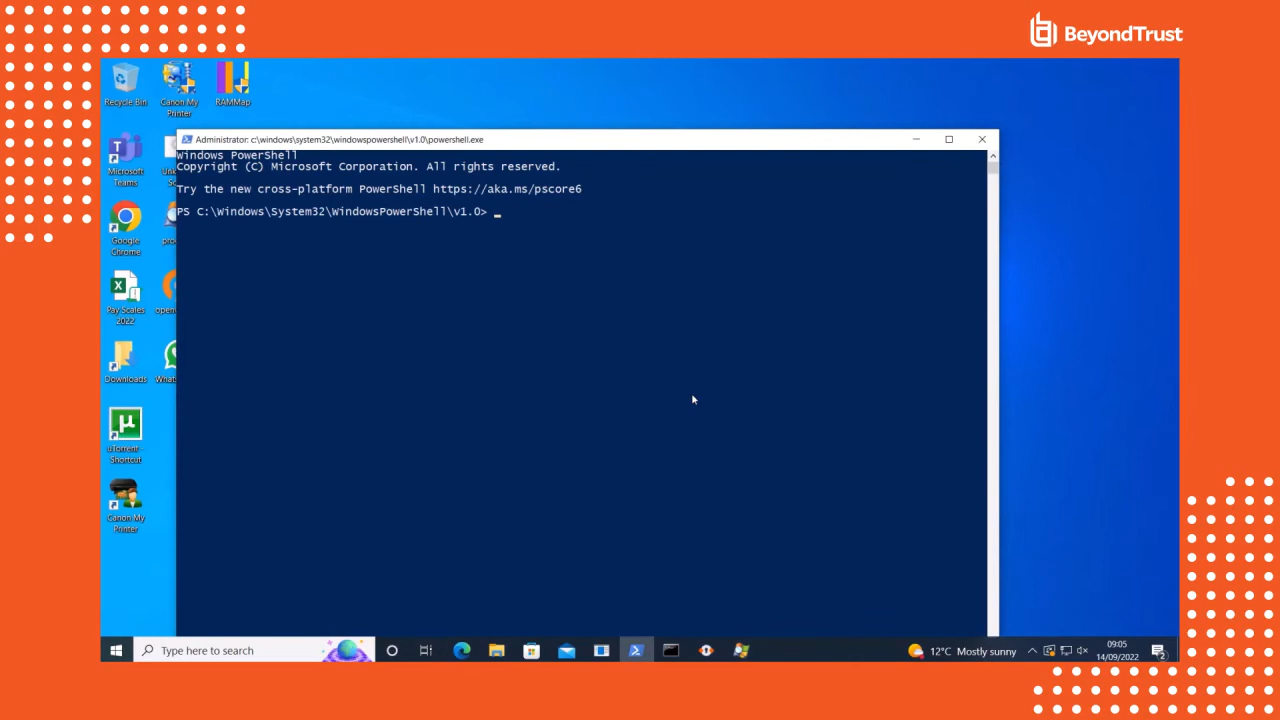 BeyondTrust
Recycle Bin
Canon My
Printer
RAMMap
Administrator: c:\windows\system32\windowspowershell\v1.0\powershell.exe
Windows PowerShell
Copyright (C) Microsoft Corporation. All rights reserved.
Try the new cross-platform PowerShell https://aka.ms/pscore6
PS C:\Windows\System32\WindowsPowerShell\v1.0> _
Microsoft
Teams
Google
Chrome
Pay Scales
2022
Downloads
uTorrent -
Shortcut
Canon My
Printer
Type here to search
12°C Mostly sunny
09:05
14/09/2022
2